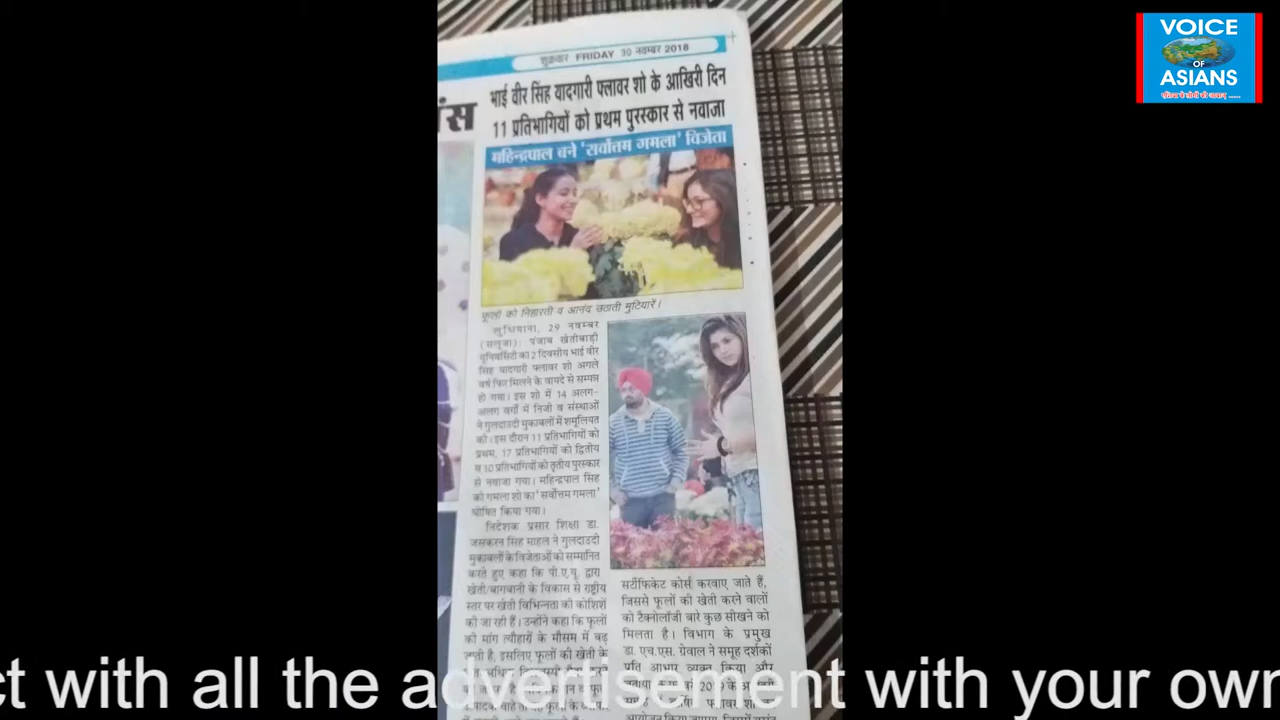 VOICE
OF
ASIANS
शुक्रवार FRIDAY 30 नवम्बर 2018
भाई वीर सिंह यादगारी फ्लावर शो के आखिरी दिन
11 प्रतिभागियों को प्रथम पुरस्कार से नवाजा
महिन्द्रपाल बने 'सर्वोत्तम गमला' विजेता
फूलों को निहारती व आनंद उठाती मुटियारें।
लुधियाना, 29 नवम्बर
(सलूजा): पंजाब खेतीबाड़ी
यूनिवर्सिटी का 2 दिवसीय भाई वीर
सिंह यादगारी फ्लावर शो अगले
वर्ष फिर मिलने के वायदे से सम्पन्न
हो गया। इस शो में 14 अलग-
अलग वर्गों में निजी व संस्थाओं
ने गुलदाउदी मुकाबलों में शमूलियत
की। इस दौरान 11 प्रतिभागियों को
प्रथम, 17 प्रतिभागियों को द्वितीय
व 10 प्रतिभागियों को तृतीय पुरस्कार
से नवाजा गया। महिन्द्रपाल सिंह
को गमला शो का 'सर्वोत्तम गमला'
घोषित किया गया।
निदेशक प्रसार शिक्षा डा.
जसकरन सिंह माहल ने गुलदाउदी
मुकाबलों के विजेताओं को सम्मानित
करते हुए कहा कि पी.ए.यू. द्वारा
खेती/बागबानी के विकास से राष्ट्रीय
स्तर पर खेती विभिन्नता की कोशिशें
की जा रही हैं। उन्होंने कहा कि फूलों
की मांग त्यौहारों के मौसम में बढ़
जाती है, इसलिए फूलों की खेती के
सर्टीफिकेट कोर्स करवाए जाते हैं,
जिससे फूलों की खेती करने वालों
को टैक्नोलॉजी बारे कुछ सीखने को
मिलता है। विभाग के प्रमुख
डा. एच.एस. ग्रेवाल ने समूह दर्शकों
प्रति आभार व्यक्त किया और
ct with all the advertisement with your own